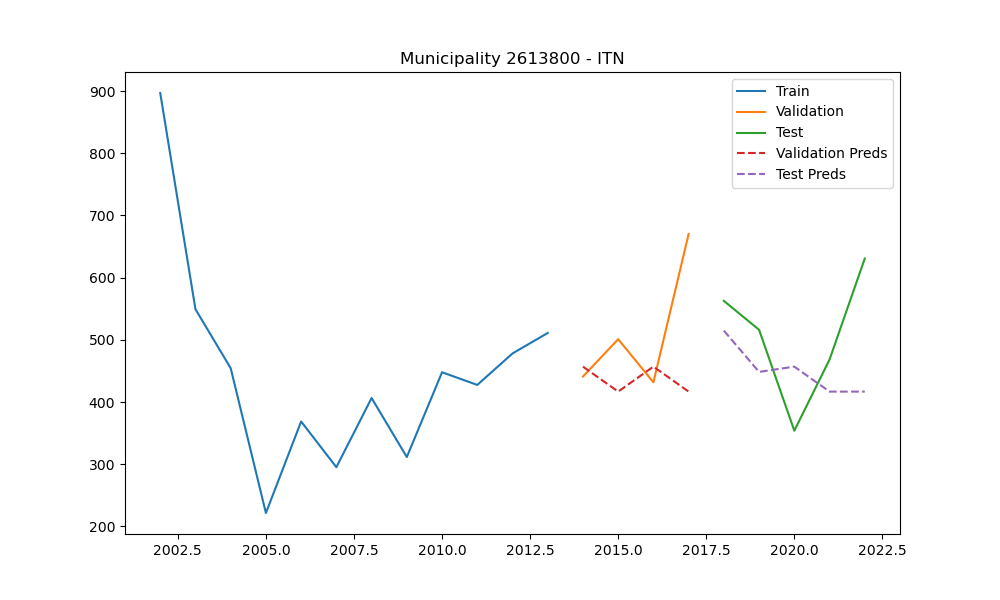 Municipality 2613800 - ITN
Train
Validation
Test
Validation Preds
Test Preds
900
800
700
600
500
400
300
200
2002.5 2005.0 2007.5 2010.0 2012.5 2015.0 2017.5 2020.0 2022.5